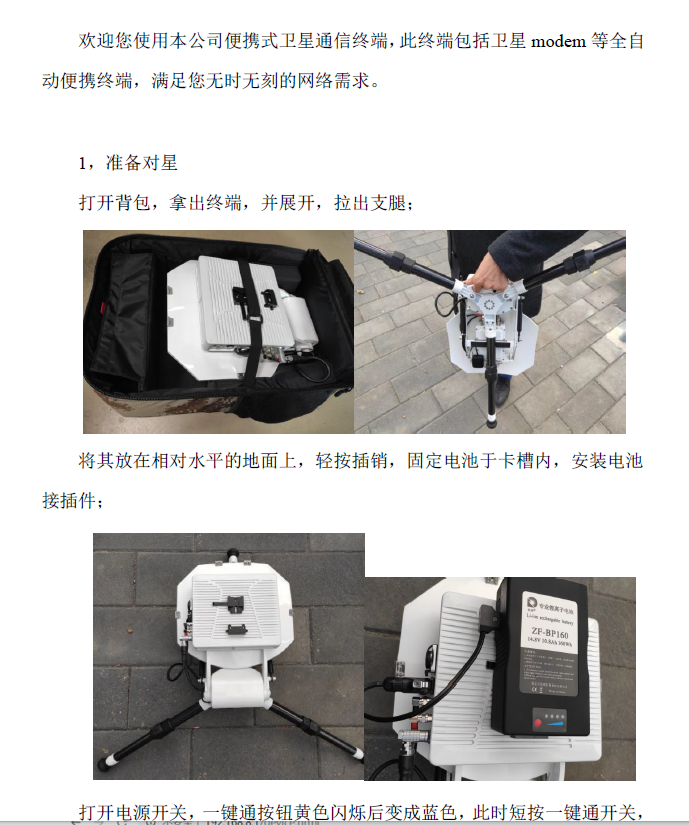 欢迎您使用本公司便携式卫星通信终端，此终端包括卫星 modem 等全自
动便携终端，满足您无时无刻的网络需求。
1，准备对星
打开背包，拿出终端，并展开，拉出支腿；
将其放在相对水平的地面上，轻按插销，固定电池于卡槽内，安装电池
接插件；
专业锂离子电池
Li-ion rechargeable Battery
ZF-BP160
14.8V 10.8Ah 160Wh
打开电源开关，一键通按钮黄色闪烁后变成蓝色，此时短按一键通开关，